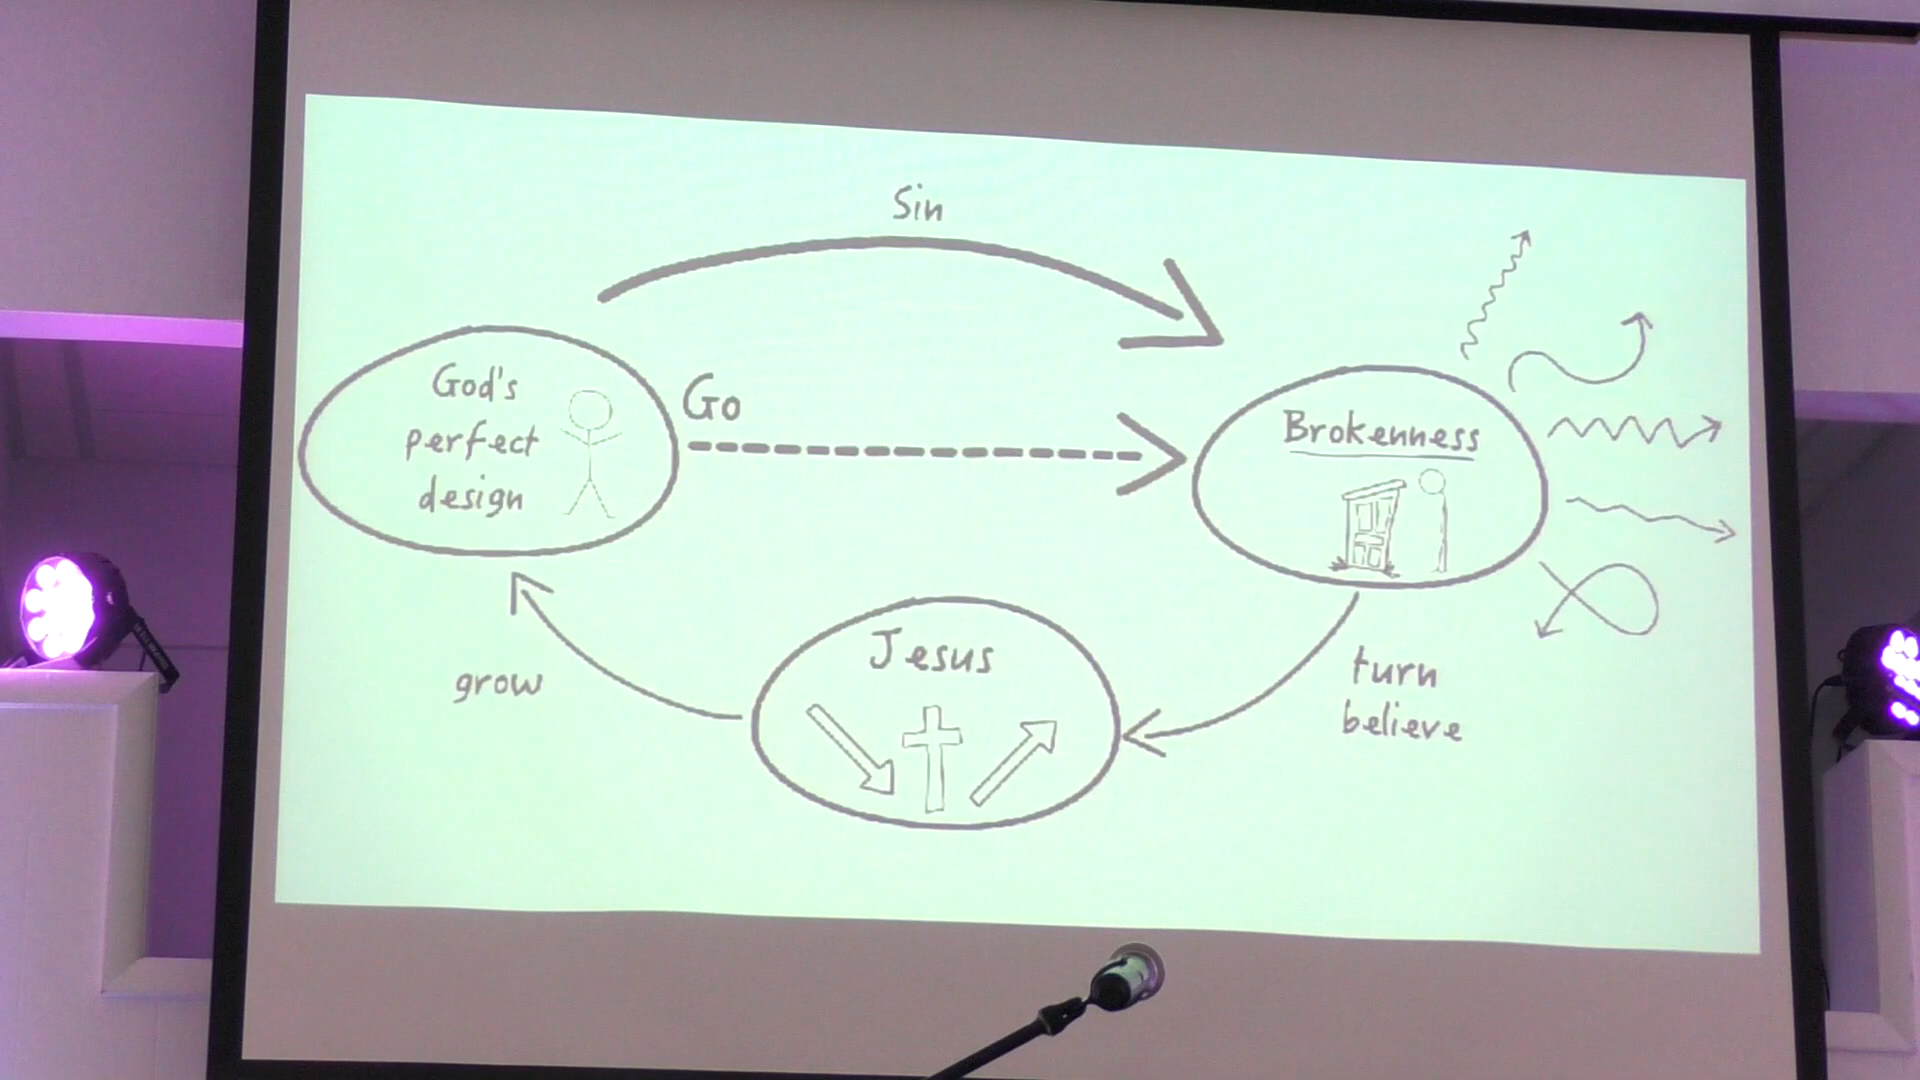 Sin
God's
perfect
design
Go
Brokenness
Jesus
grow
turn
believe